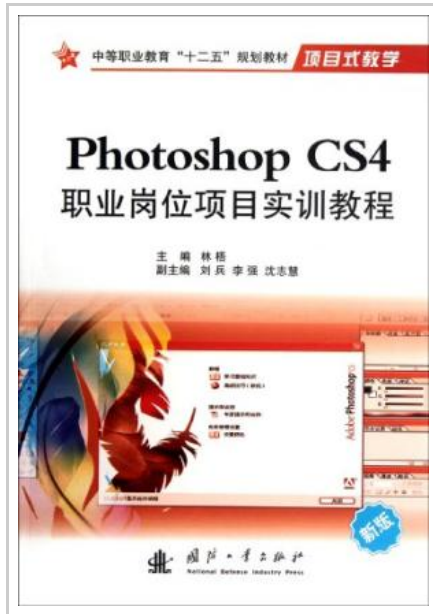 中等职业教育“十二五”规划教材 项目式教学
Photoshop CS4
职业岗位项目实训教程
主 编 林梧
副主编 刘兵 李强 沈志慧
Adobe Photoshop
新版
国防工业出版社
National Defense Industry Press